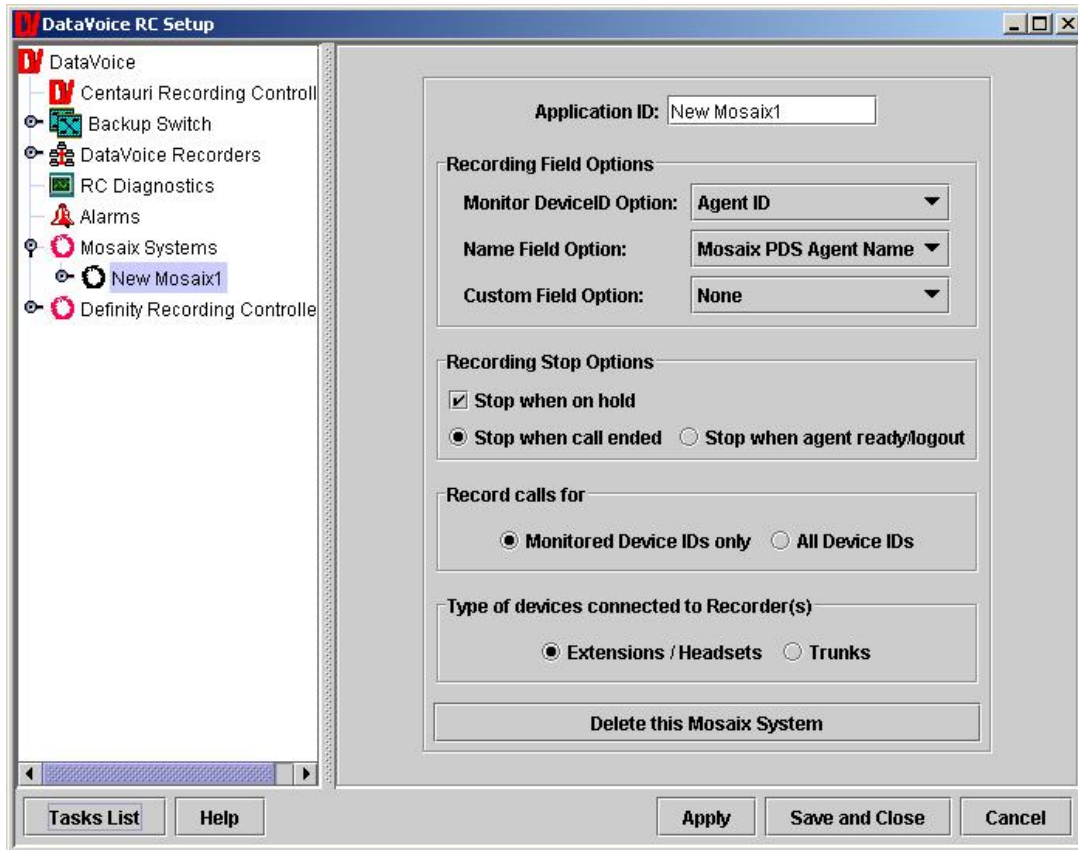 DataVoice RC Setup
DataVoice
Centauri Recording Controll
Backup Switch
DataVoice Recorders
RC Diagnostics
Alarms
Mosaix Systems
New Mosaix1
Definity Recording Controlle
Application ID: New Mosaix1
Recording Field Options
Monitor DeviceID Option: Agent ID
Name Field Option: Mosaix PDS Agent Name
Custom Field Option: None
Recording Stop Options
Stop when on hold
Stop when call ended Stop when agent ready/logout
Record calls for
Monitored Device IDs only All Device IDs
Type of devices connected to Recorder(s)
Extensions / Headsets Trunks
Delete this Mosaix System
Tasks List Help Apply Save and Close Cancel